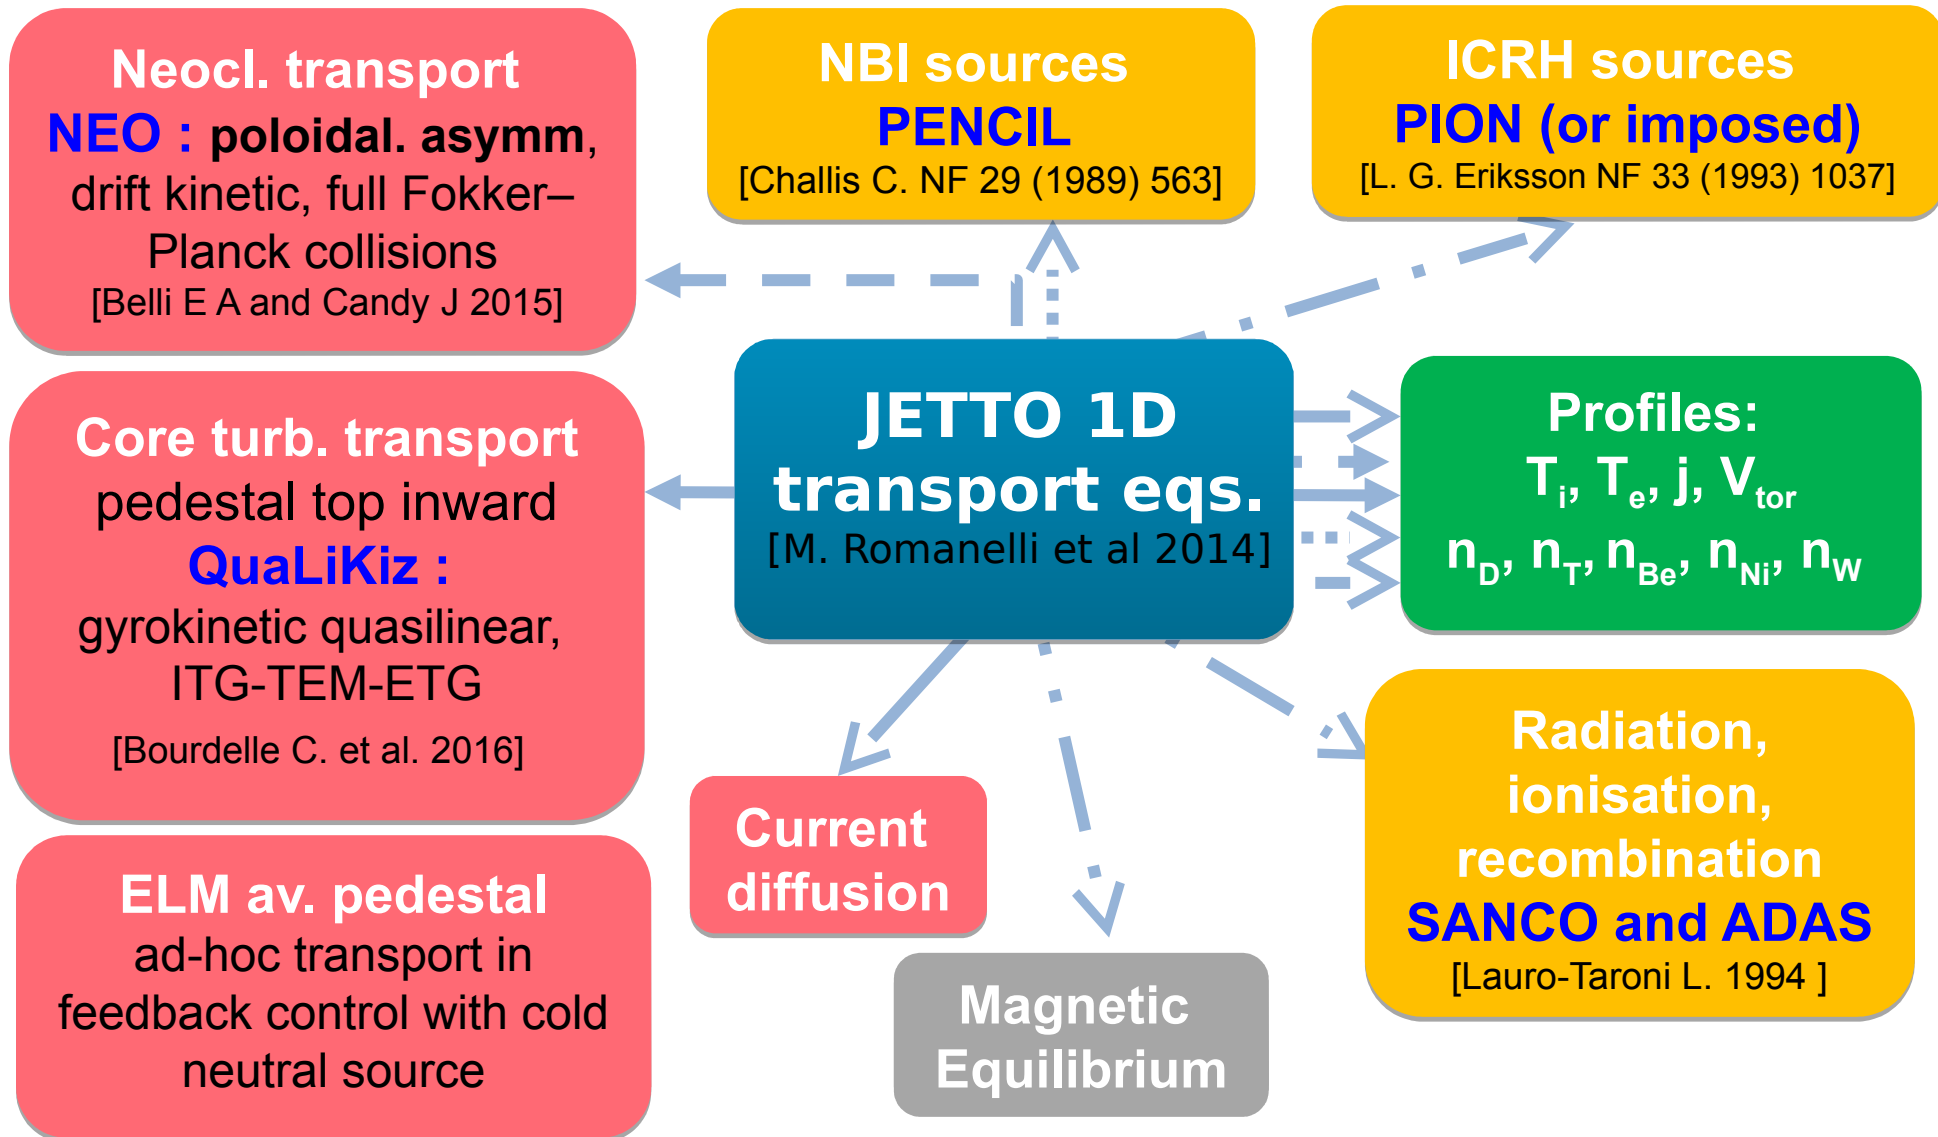 Neocl. transport
NEO : poloidal. asymm,
drift kinetic, full Fokker–
Planck collisions
[Belli E A and Candy J 2015]
NBI sources
PENCIL
[Challis C. NF 29 (1989) 563]
ICRH sources
PION (or imposed)
[L. G. Eriksson NF 33 (1993) 1037]
Core turb. transport
pedestal top inward
QuaLiKiz :
gyrokinetic quasilinear,
ITG-TEM-ETG
[Bourdelle C. et al. 2016]
JETTO 1D
transport eqs.
[M. Romanelli et al 2014]
Profiles:
Ti, Te, j, Vtor
nD, nT, nBe, nNi, nW
ELM av. pedestal
ad-hoc transport in
feedback control with cold
neutral source
Current
diffusion
Magnetic
Equilibrium
Radiation,
ionisation,
recombination
SANCO and ADAS
[Lauro-Taroni L. 1994 ]